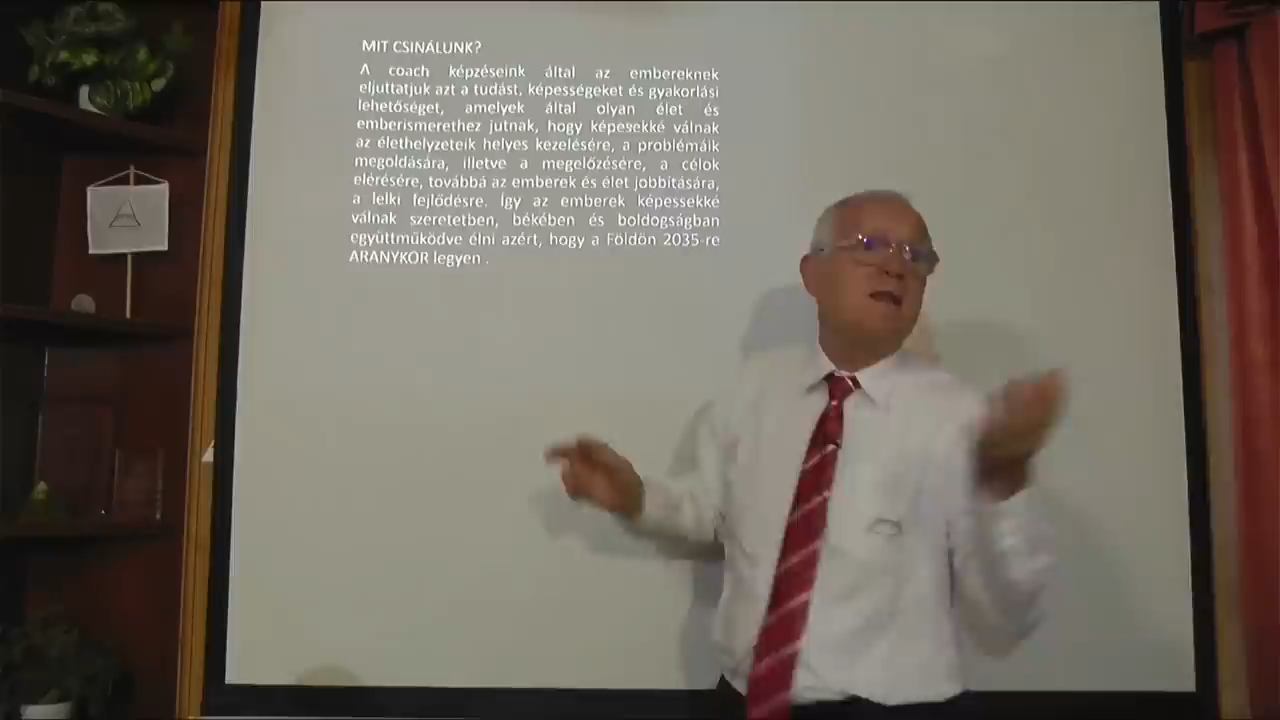 MIT CSINÁLUNK?
A coach képzéseink által az embereknek
eljuttatjuk azt a tudást, képességeket és gyakorlási
lehetőséget, amelyek által olyan élet és
emberismerethez jutnak, hogy képesekké válnak
az élethelyzeteik helyes kezelésére, a problémáik
megoldására, illetve a megelőzésére, a célok
elérésére, továbbá az emberek és élet jobbítására,
a lelki fejlődésre. Így az emberek képessekké
válnak szeretetben, békében és boldogságban
együttműködve élni azért, hogy a Földön 2035-re
ARANYKOR legyen .